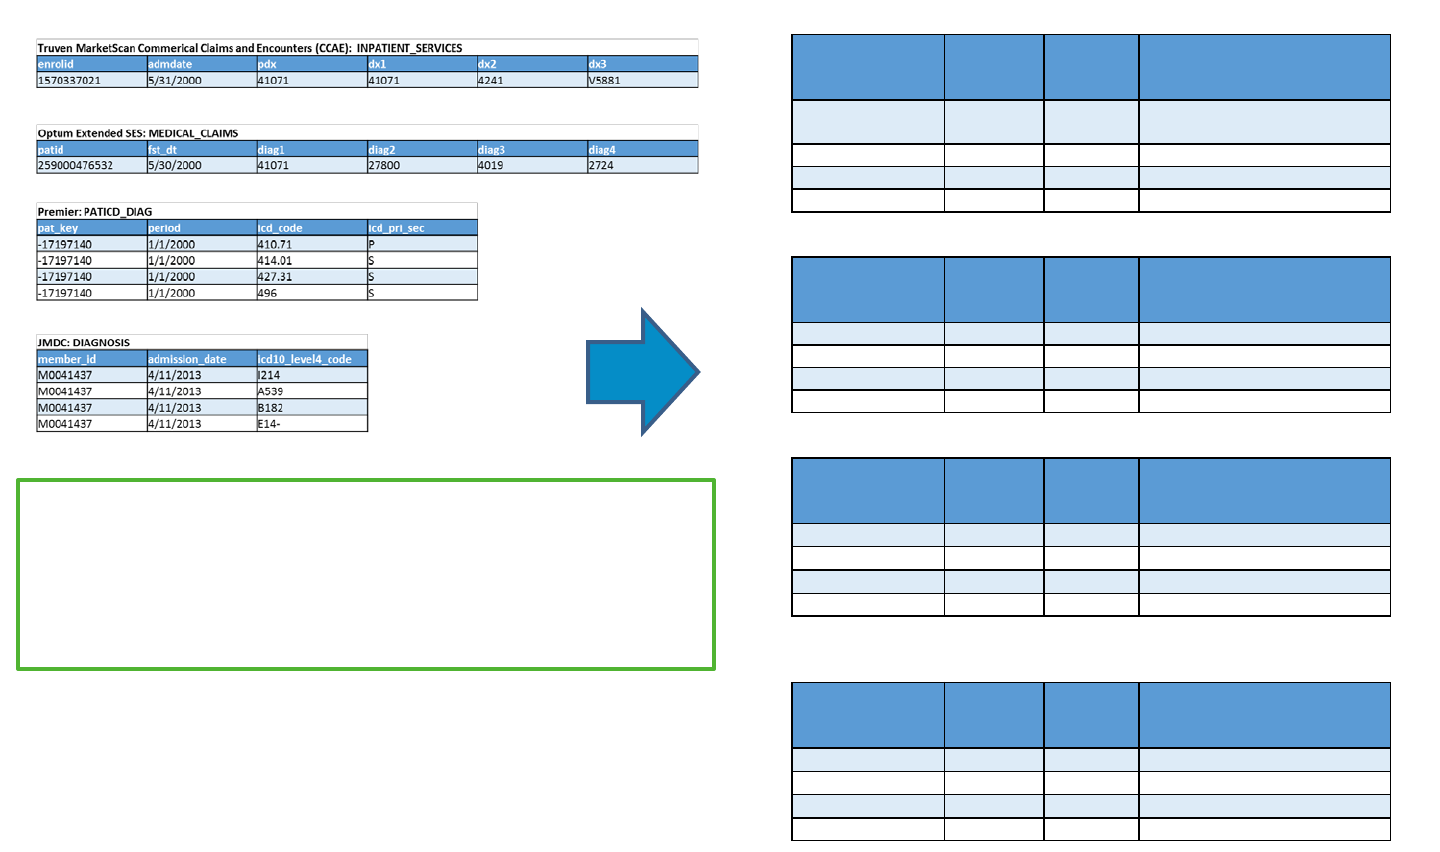 Truven MarketScan Commerical Claims and Encounters (CCAE): INPATIENT_SERVICES
enrolid admdate pdx dx1 dx2 dx3
1570337021 5/31/2000 41071 41071 4241 V5881
Optum Extended SES: MEDICAL_CLAIMS
patid fst_dt diag1 diag2 diag3 diag4
259000476532 5/30/2000 41071 27800 4019 2724
Premier: PATICD_DIAG
pat_key period icd_code icd_pri_sec
-17197140 1/1/2000 410.71 P
-17197140 1/1/2000 414.01 S
-17197140 1/1/2000 427.31 S
-17197140 1/1/2000 496 S
JMDC: DIAGNOSIS
member_id admission_date icd10_level4_code
M0041437 4/11/2013 I214
M0041437 4/11/2013 A539
M0041437 4/11/2013 B182
M0041437 4/11/2013 E14-